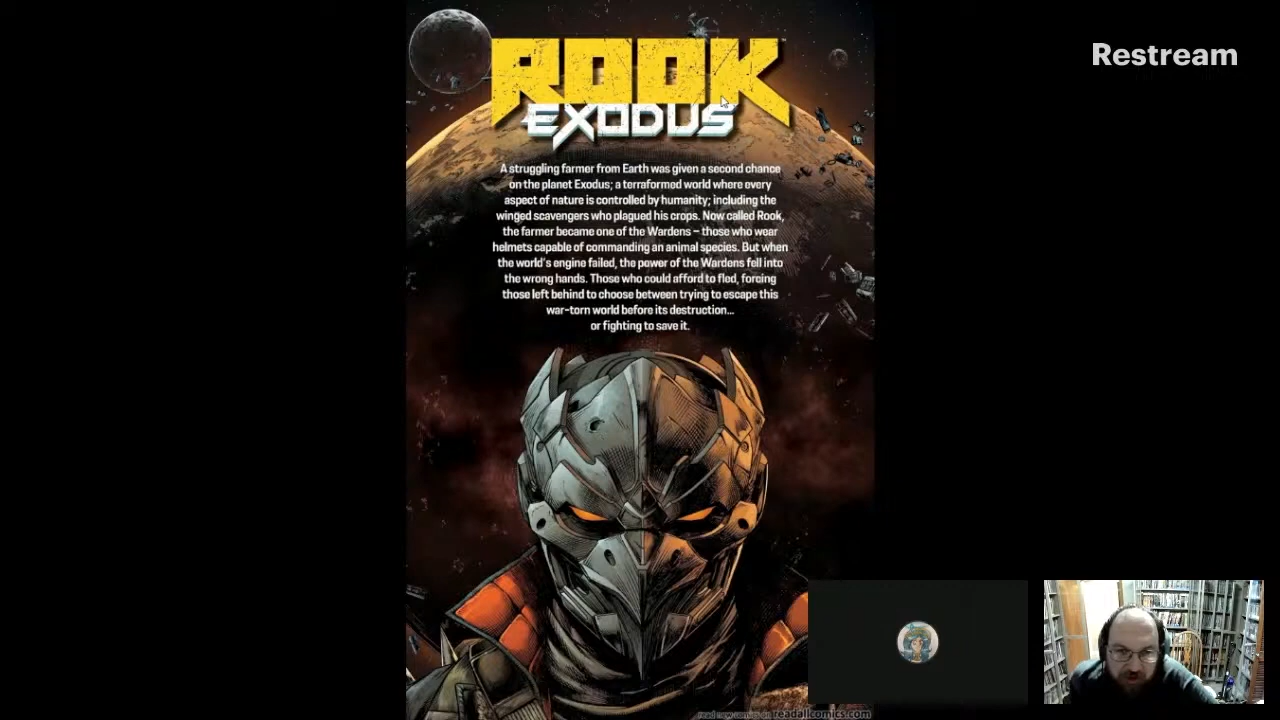 Restream
ROOK
EXODUS
A struggling farmer from Earth was given a second chance
on the planet Exodus; a terraformed world where every
aspect of nature is controlled by humanity; including the
winged scavengers who plagued his crops. Now called Rook,
the farmer became one of the Wardens – those who wear
helmets capable of commanding an animal species. But when
the world's engine failed, the power of the Wardens fell into
the wrong hands. Those who could afford to fled, forcing
those left behind to choose between trying to escape this
war-torn world before its destruction...
or fighting to save it.
read new comics on readallcomics.com